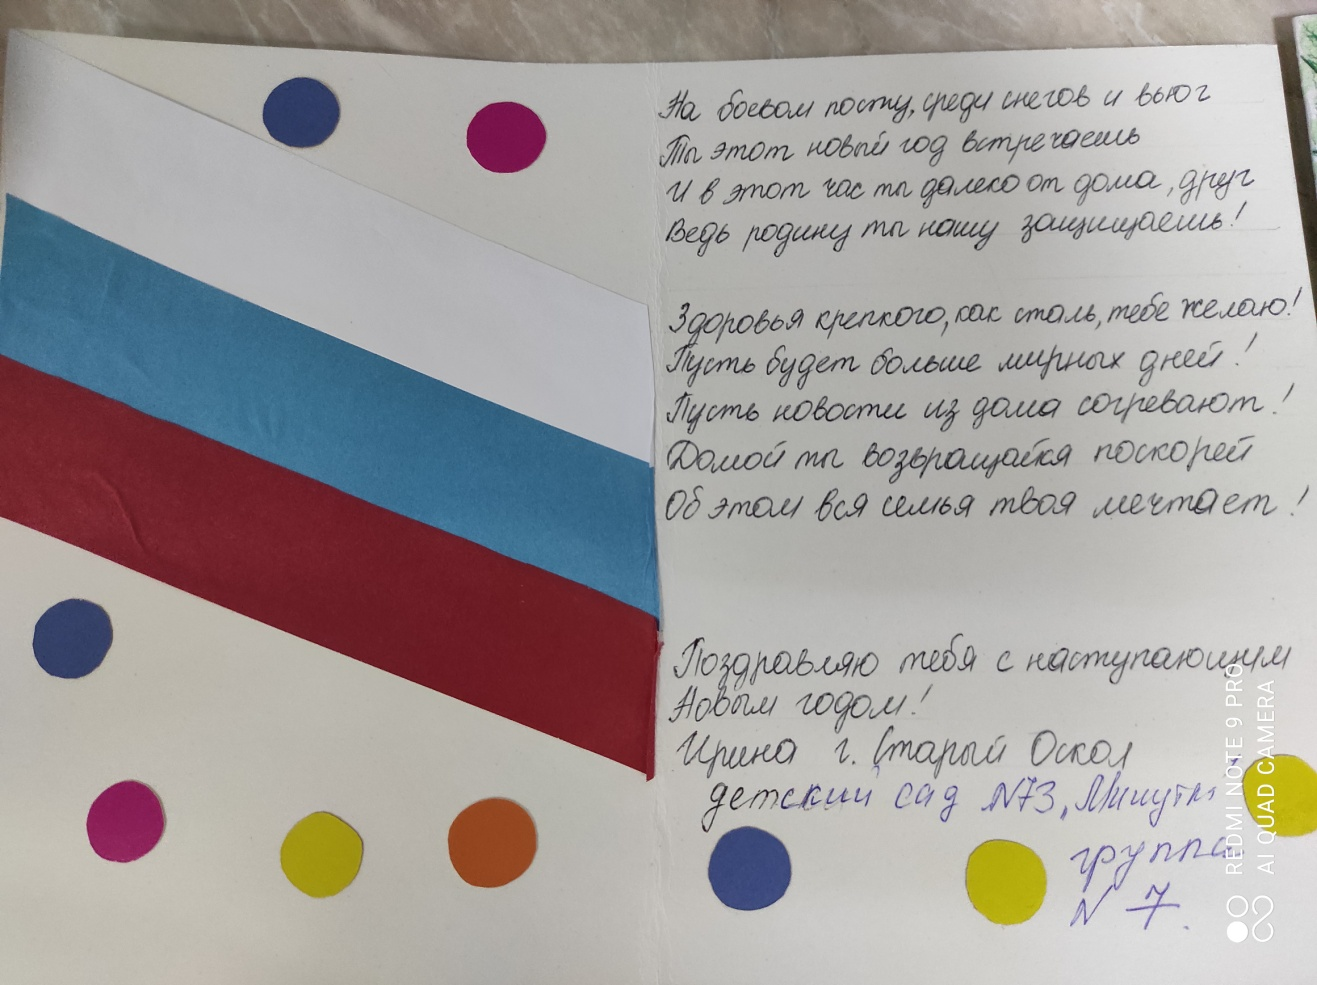 На боевом посту, среди снегов и вьюг
Ты этот новый год встречаешь
И в этот час ты далеко от дома, друг
Ведь родину ты нашу защищаешь!
Здоровья крепкого, как сталь, тебе желаю!
Пусть будет больше мирных дней!
Пусть новости из дома согревают!
Домой ты возвращайся поскорей
Об этом вся семья твоя мечтает!
Поздравляю тебя с наступающим
Новым годом!
Ирина г. Старый Оскол
детский сад N73
группа
N 7.
REDMI NOTE 9 PRO
AI QUAD CAMERA